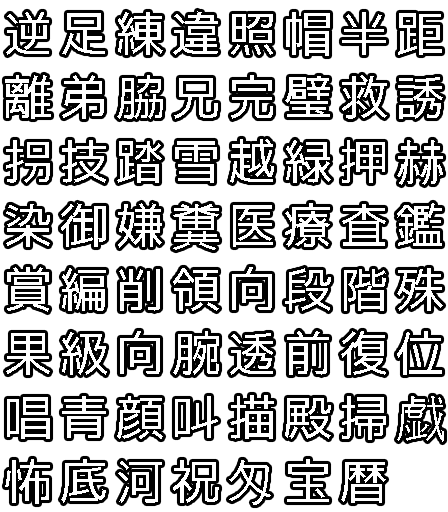 逆足練違照帽半距
離弟脇兄完璧救誘
拐技踏雪越緑押赫
染御嫌糞医療査鑑
賞編削領向段階殊
果級向腕透前復位
唱青顔叫描殿掃戯
怖底河祝匁宝暦